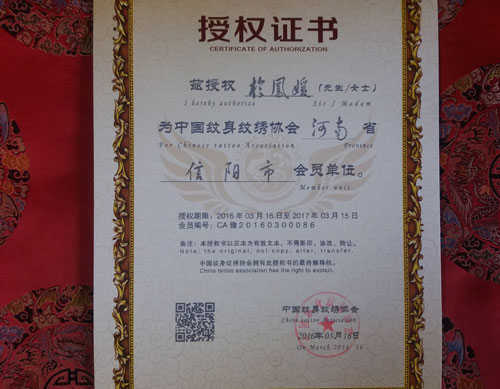 授权证书
CERTIFICATE OF AUTHORIZATION
兹授权 於凤媛 (先生/女士)
I hereby authorize Sir / Madam
为中国纹身纹绣协会 河南 省
For Chinese tattoo Association Province
信阳市 会员单位。
Member unit.
授权期限：2016年03月16日至2017年03月15日
会员编号：CA豫20160300086
备注：本授权书以正本为有效文本，不得影印，涂改，转让。
Note: the original, not copy, alter, transfer.
中国纹身纹绣协会拥有此授权书的最终解释权。
China tattoo association has the right to explain.
中国纹身纹绣协会
China tattoo Association
2016年03月16日
On March 2016 16